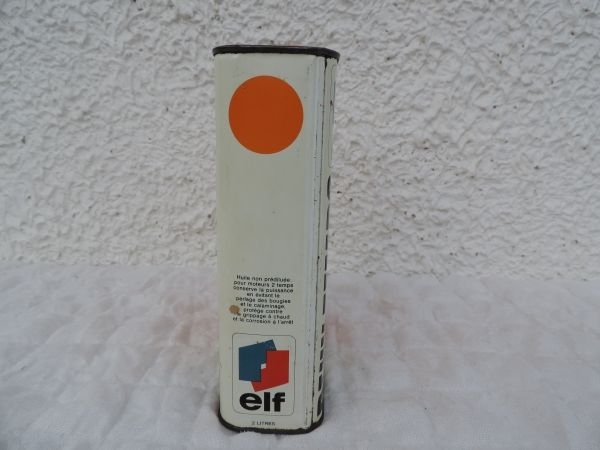 Huile non prédiluée
pour moteurs 2 temps
conserve la puissance
en évitant le
perlage des bougies
et le calaminage,
protège contre
le grippage à chaud
et la corrosion à l'arrêt
elf
2 LITRES